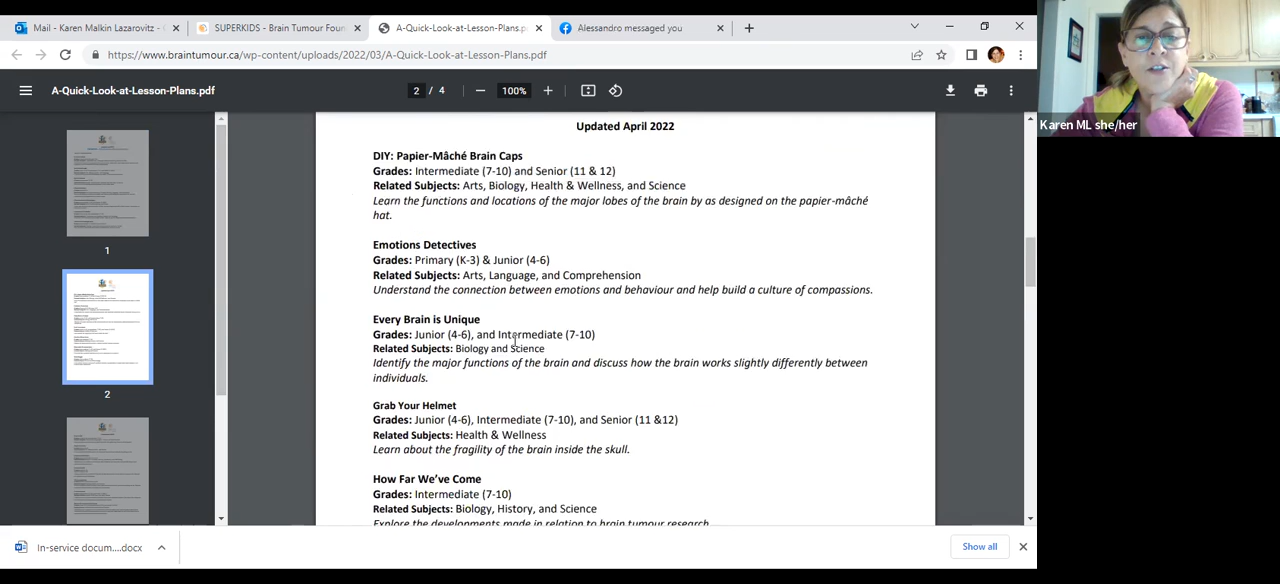 Mail - Karen Malkin Lazarovitz -
SUPERKIDS - Brain Tumour Foun
A-Quick-Look-at-Lesson-Plans.p
Alessandro messaged you
https://www.braintumour.ca/wp-content/uploads/2022/03/A-Quick-Look-at-Lesson-Plans.pdf
A-Quick-Look-at-Lesson-Plans.pdf
2 / 4
100%
Karen ML she/her
Updated April 2022
DIY: Papier-Mâché Brain Caps
Grades: Intermediate (7-10) and Senior (11 & 12)
Related Subjects: Arts, Biology, Health & Wellness, and Science
Learn the functions and locations of the major lobes of the brain by as designed on the papier-mâché
hat.
Emotions Detectives
Grades: Primary (K-3) & Junior (4-6)
Related Subjects: Arts, Language, and Comprehension
Understand the connection between emotions and behaviour and help build a culture of compassions.
Every Brain is Unique
Grades: Junior (4-6), and Intermediate (7-10)
Related Subjects: Biology and Science
Identify the major functions of the brain and discuss how the brain works slightly differently between
individuals.
Grab Your Helmet
Grades: Junior (4-6), Intermediate (7-10), and Senior (11 &12)
Related Subjects: Health & Wellness
Learn about the fragility of the brain inside the skull.
How Far We've Come
Grades: Intermediate (7-10)
Related Subjects: Biology, History, and Science
Explore the developments made in relation to brain tumour research
1
2
In-service docum....docx
Show all